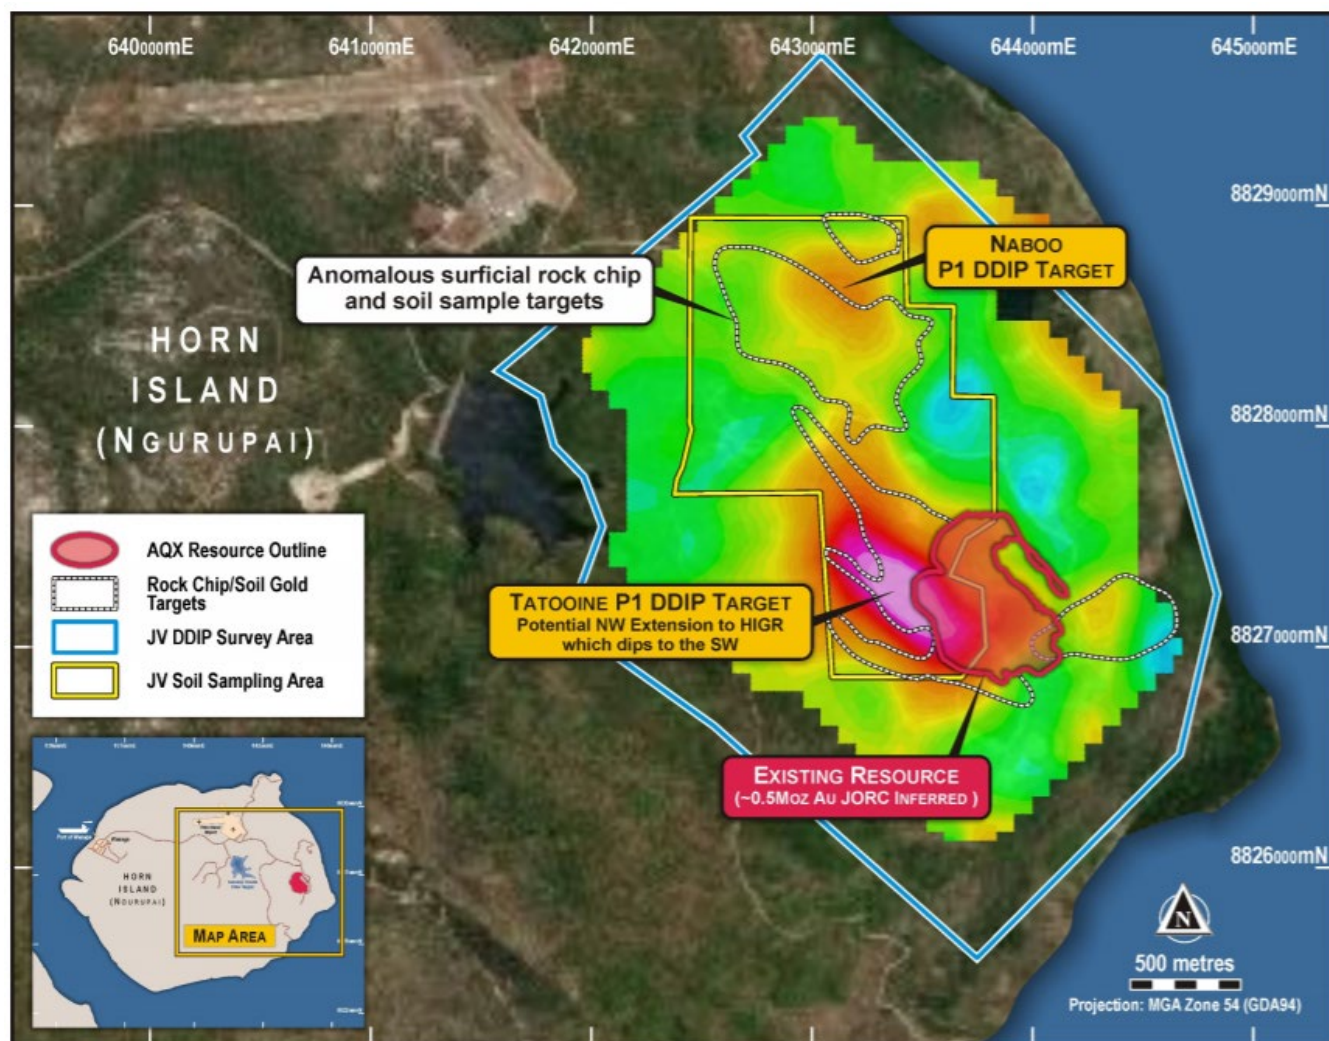 640000mE 641000mE 642000mE 643000mE 644000mE 645000mE
8829000mN
NABOO
P1 DDIP TARGET
Anomalous surficial rock chip
and soil sample targets
HORN
ISLAND
(NGURUPAI)
8828000mN
AQX Resource Outline
Rock Chip/Soil Gold
Targets
JV DDIP Survey Area
JV Soil Sampling Area
TATOOINE P1 DDIP TARGET
Potential NW Extension to HIGR
which dips to the SW
8827000mN
EXISTING RESOURCE
(~0.5MOZ AU JORC INFERRED )
8826000mN
HORN
ISLAND
(NGURUPAI)
MAP AREA
N
500 metres
Projection: MGA Zone 54 (GDA94)